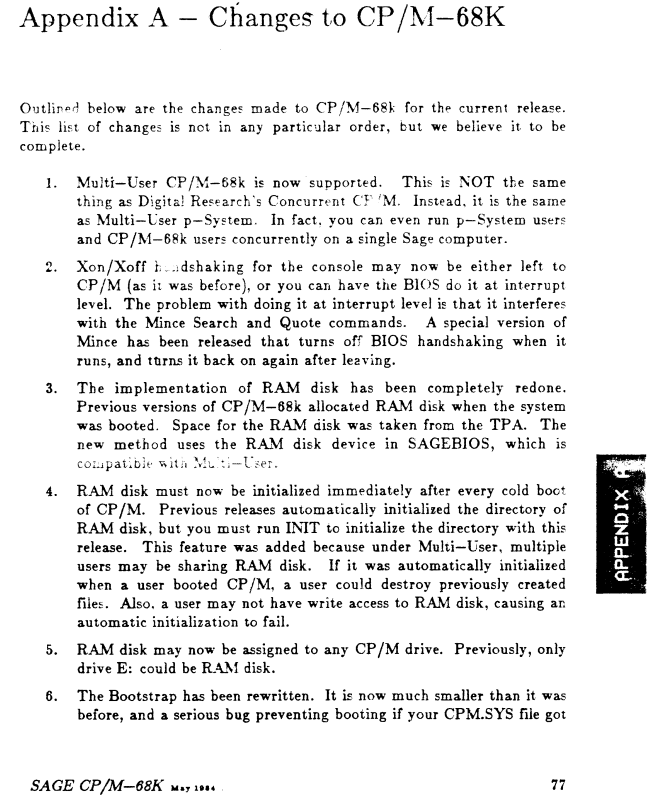 Appendix A – Changes to CP/M–68K
Outlined below are the changes made to CP/M–68k for the current release.
This list of changes is not in any particular order, but we believe it to be
complete.
1. Multi–User CP/M–68k is now supported. This is NOT the same
thing as Digital Research's Concurrent CP/M. Instead, it is the same
as Multi–User p–System. In fact, you can even run p–System users
and CP/M–68k users concurrently on a single Sage computer.
2. Xon/Xoff handshaking for the console may now be either left to
CP/M (as it was before), or you can have the BIOS do it at interrupt
level. The problem with doing it at interrupt level is that it interferes
with the Mince Search and Quote commands. A special version of
Mince has been released that turns off BIOS handshaking when it
runs, and turns it back on again after leaving.
3. The implementation of RAM disk has been completely redone.
Previous versions of CP/M–68k allocated RAM disk when the system
was booted. Space for the RAM disk was taken from the TPA. The
new method uses the RAM disk device in SAGEBIOS, which is
compatible with Multi–User.
4. RAM disk must now be initialized immediately after every cold boot
of CP/M. Previous releases automatically initialized the directory of
RAM disk, but you must run INIT to initialize the directory with this
release. This feature was added because under Multi–User, multiple
users may be sharing RAM disk. If it was automatically initialized
when a user booted CP/M, a user could destroy previously created
files. Also, a user may not have write access to RAM disk, causing an
automatic initialization to fail.
5. RAM disk may now be assigned to any CP/M drive. Previously, only
drive E: could be RAM disk.
6. The Bootstrap has been rewritten. It is now much smaller than it was
before, and a serious bug preventing booting if your CPM.SYS file got
APPENDIX A
SAGE CP/M–68K May 1984
77